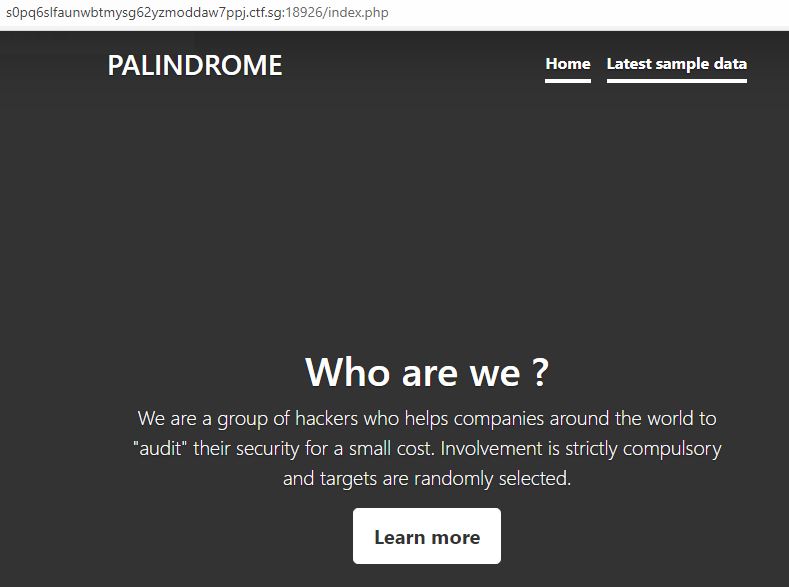 s0pq6slfaunwbtmysg62yzmoddaw7ppj.ctf.sg:18926/index.php
PALINDROME
Home
Latest sample data
Who are we ?
We are a group of hackers who helps companies around the world to
"audit" their security for a small cost. Involvement is strictly compulsory
and targets are randomly selected.
Learn more